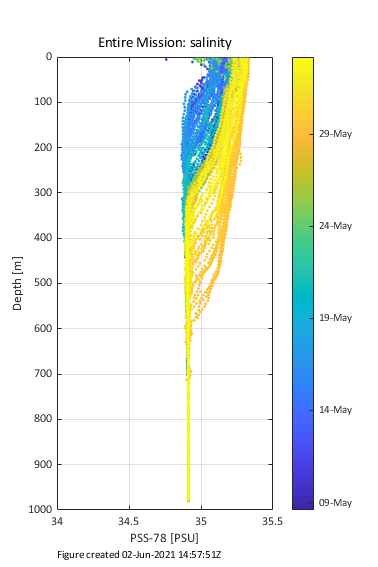 Entire Mission: salinity
0
100
200
300
400
500
600
700
800
900
1000
Depth [m]
34
34.5
35
35.5
PSS-78 [PSU]
29-May
24-May
19-May
14-May
09-May
Figure created 02-Jun-2021 14:57:51Z